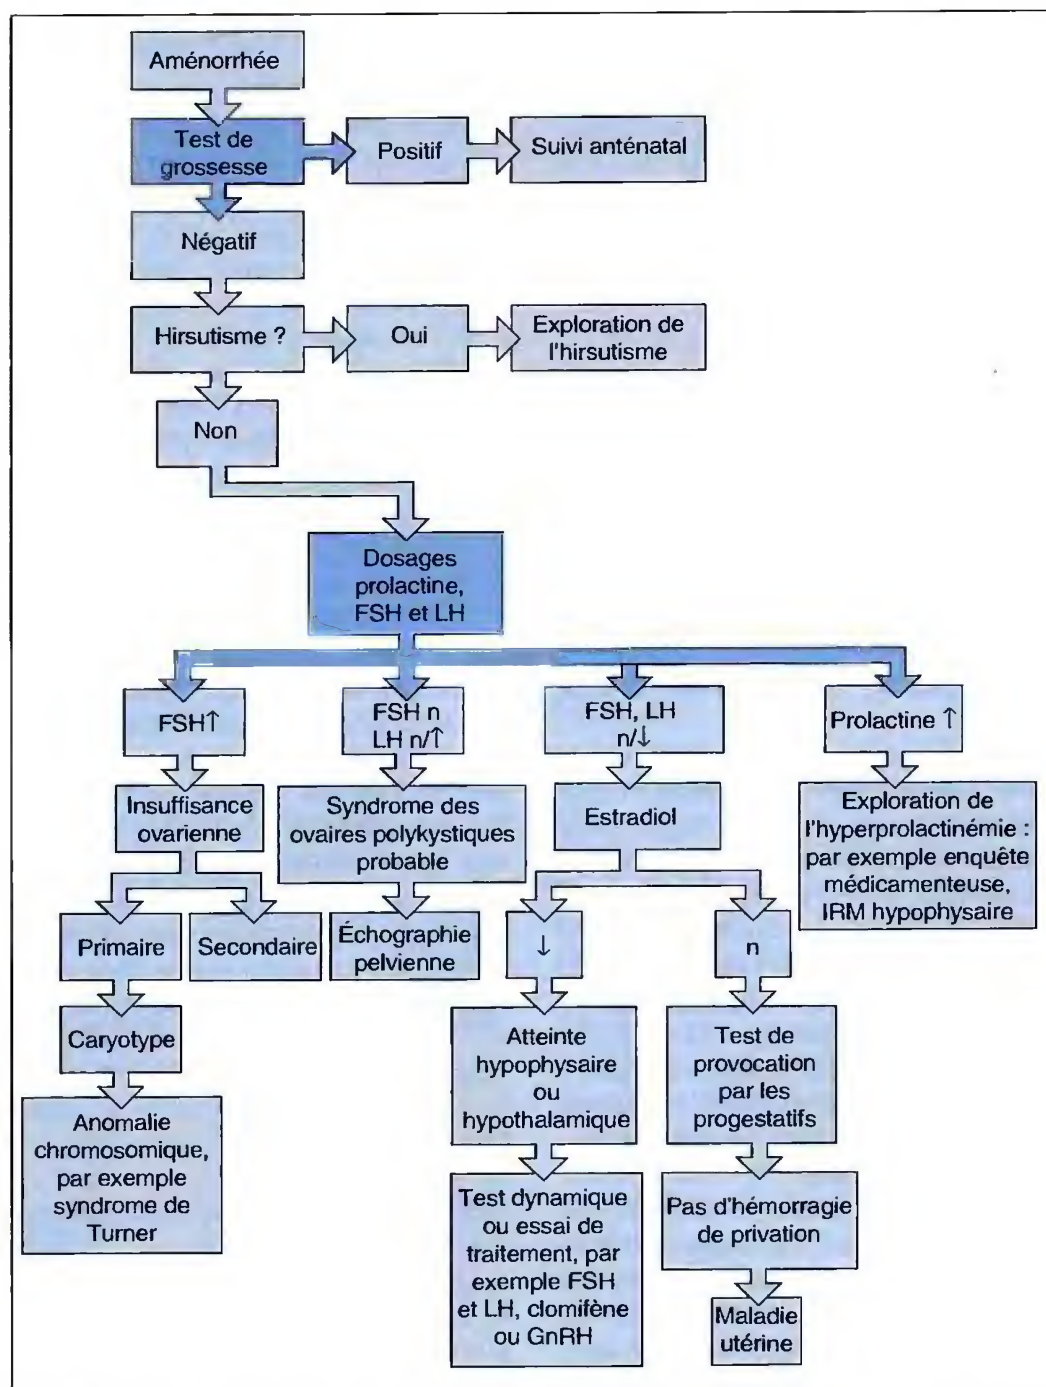 Aménorrhée
Test de
grossesse
Positif
Suivi anténatal
Négatif
Hirsutisme ?
Oui
Exploration de
l'hirsutisme
Non
Dosages
prolactine,
FSH et LH
FSH↑
FSH n
LH n/↑
FSH, LH
n/↓
Prolactine ↑
Insuffisance
ovarienne
Syndrome des
ovaires polykystiques
probable
Estradiol
Exploration de
l'hyperprolactinémie :
par exemple enquête
médicamenteuse,
IRM hypophysaire
Primaire
Secondaire
Échographie
pelvienne
↓
n
Caryotype
Atteinte
hypophysaire
ou
hypothalamique
Test de
provocation
par les
progestatifs
Anomalie
chromosomique,
par exemple
syndrome de
Turner
Test dynamique
ou essai de
traitement, par
exemple FSH
et LH, clomifène
ou GnRH
Pas d'hémorragie
de privation
Maladie
utérine